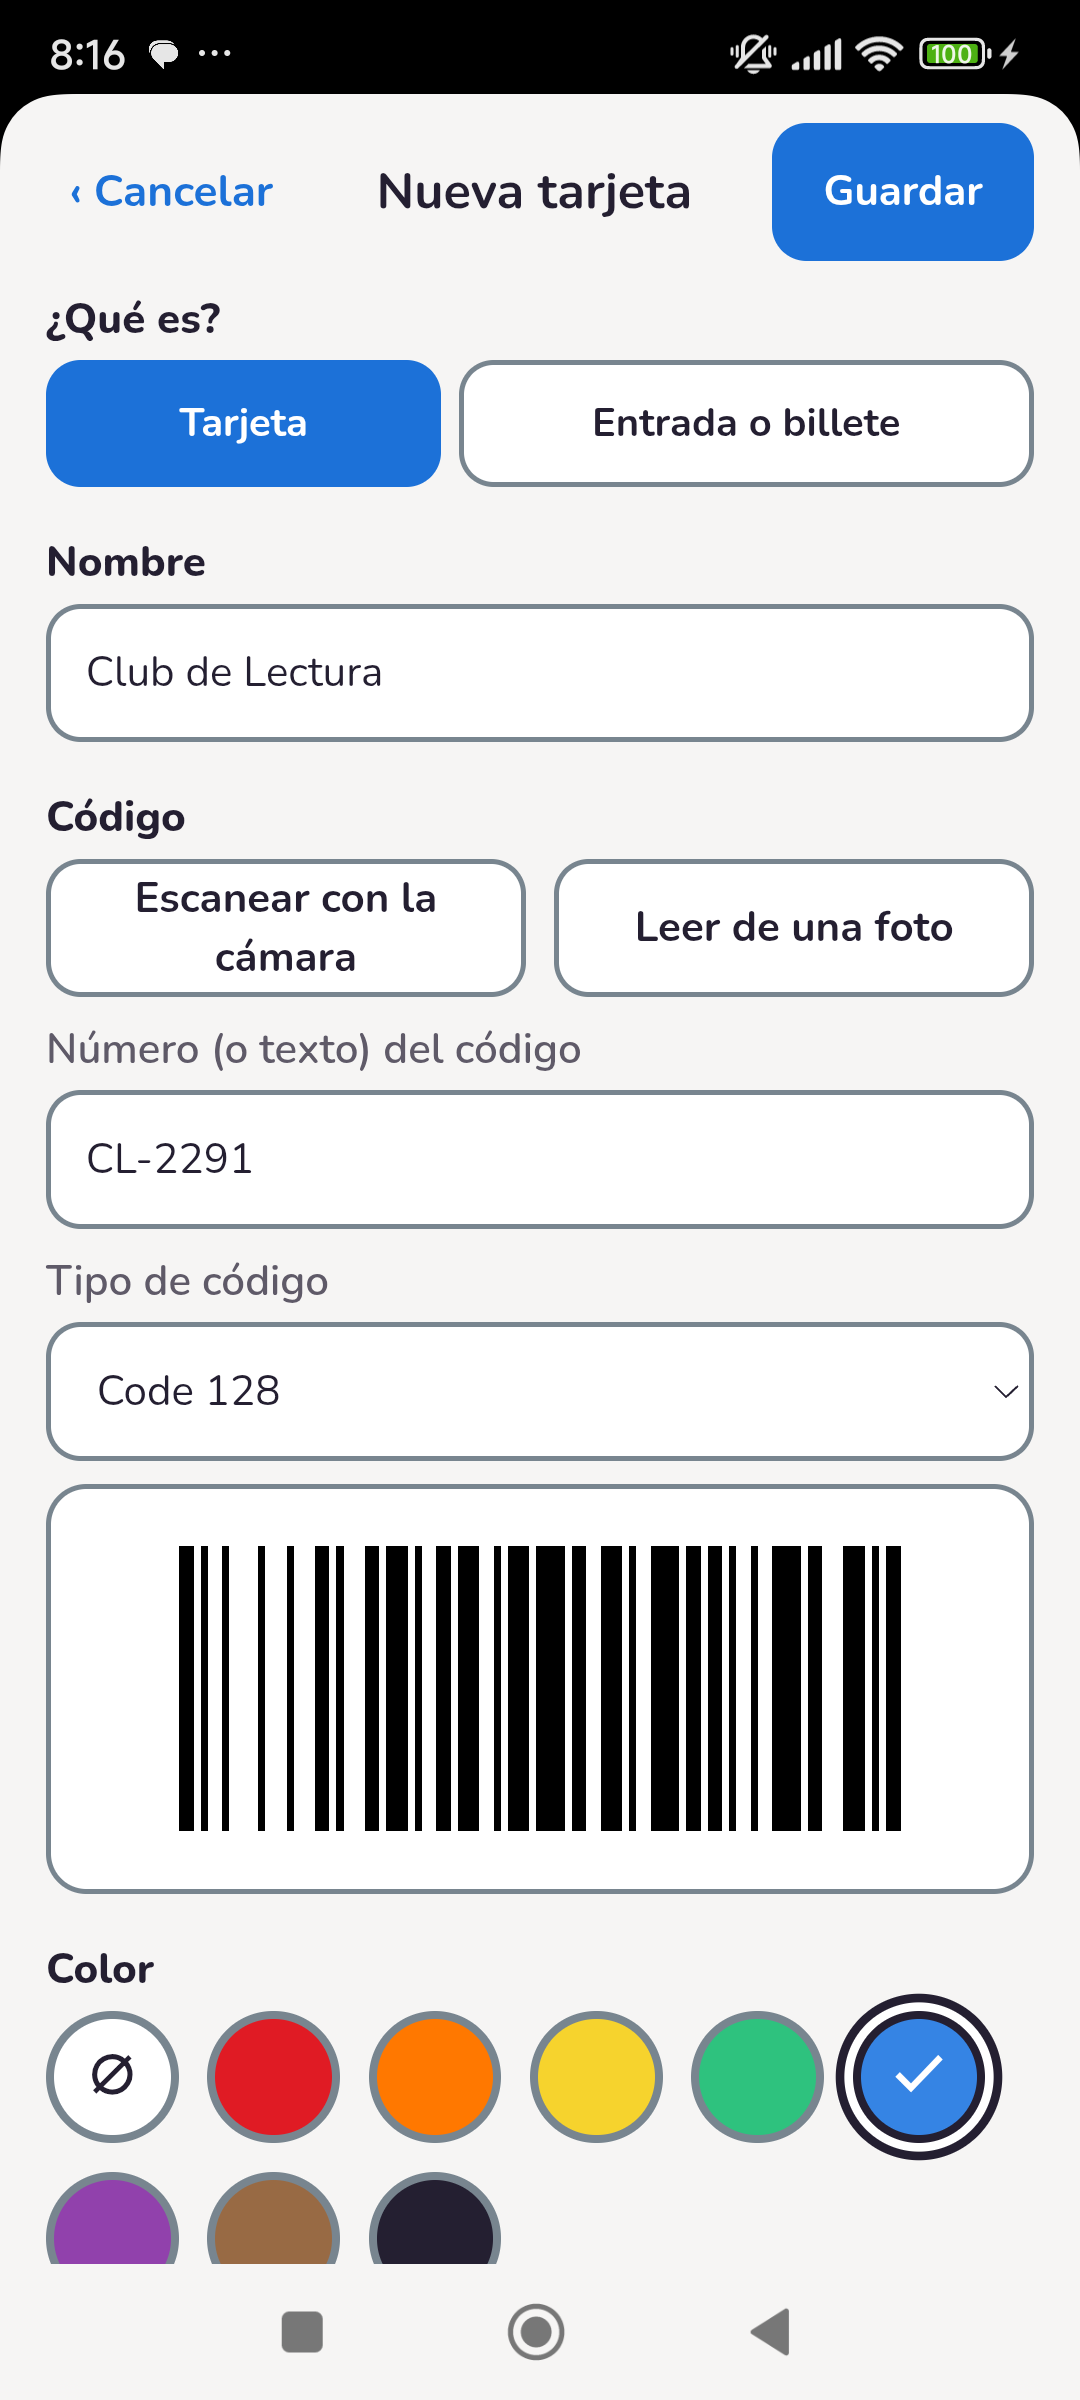 8:16
100
‹ Cancelar
Nueva tarjeta
Guardar
¿Qué es?
Tarjeta
Entrada o billete
Nombre
Club de Lectura
Código
Escanear con la
cámara
Leer de una foto
Número (o texto) del código
CL-2291
Tipo de código
Code 128
Color